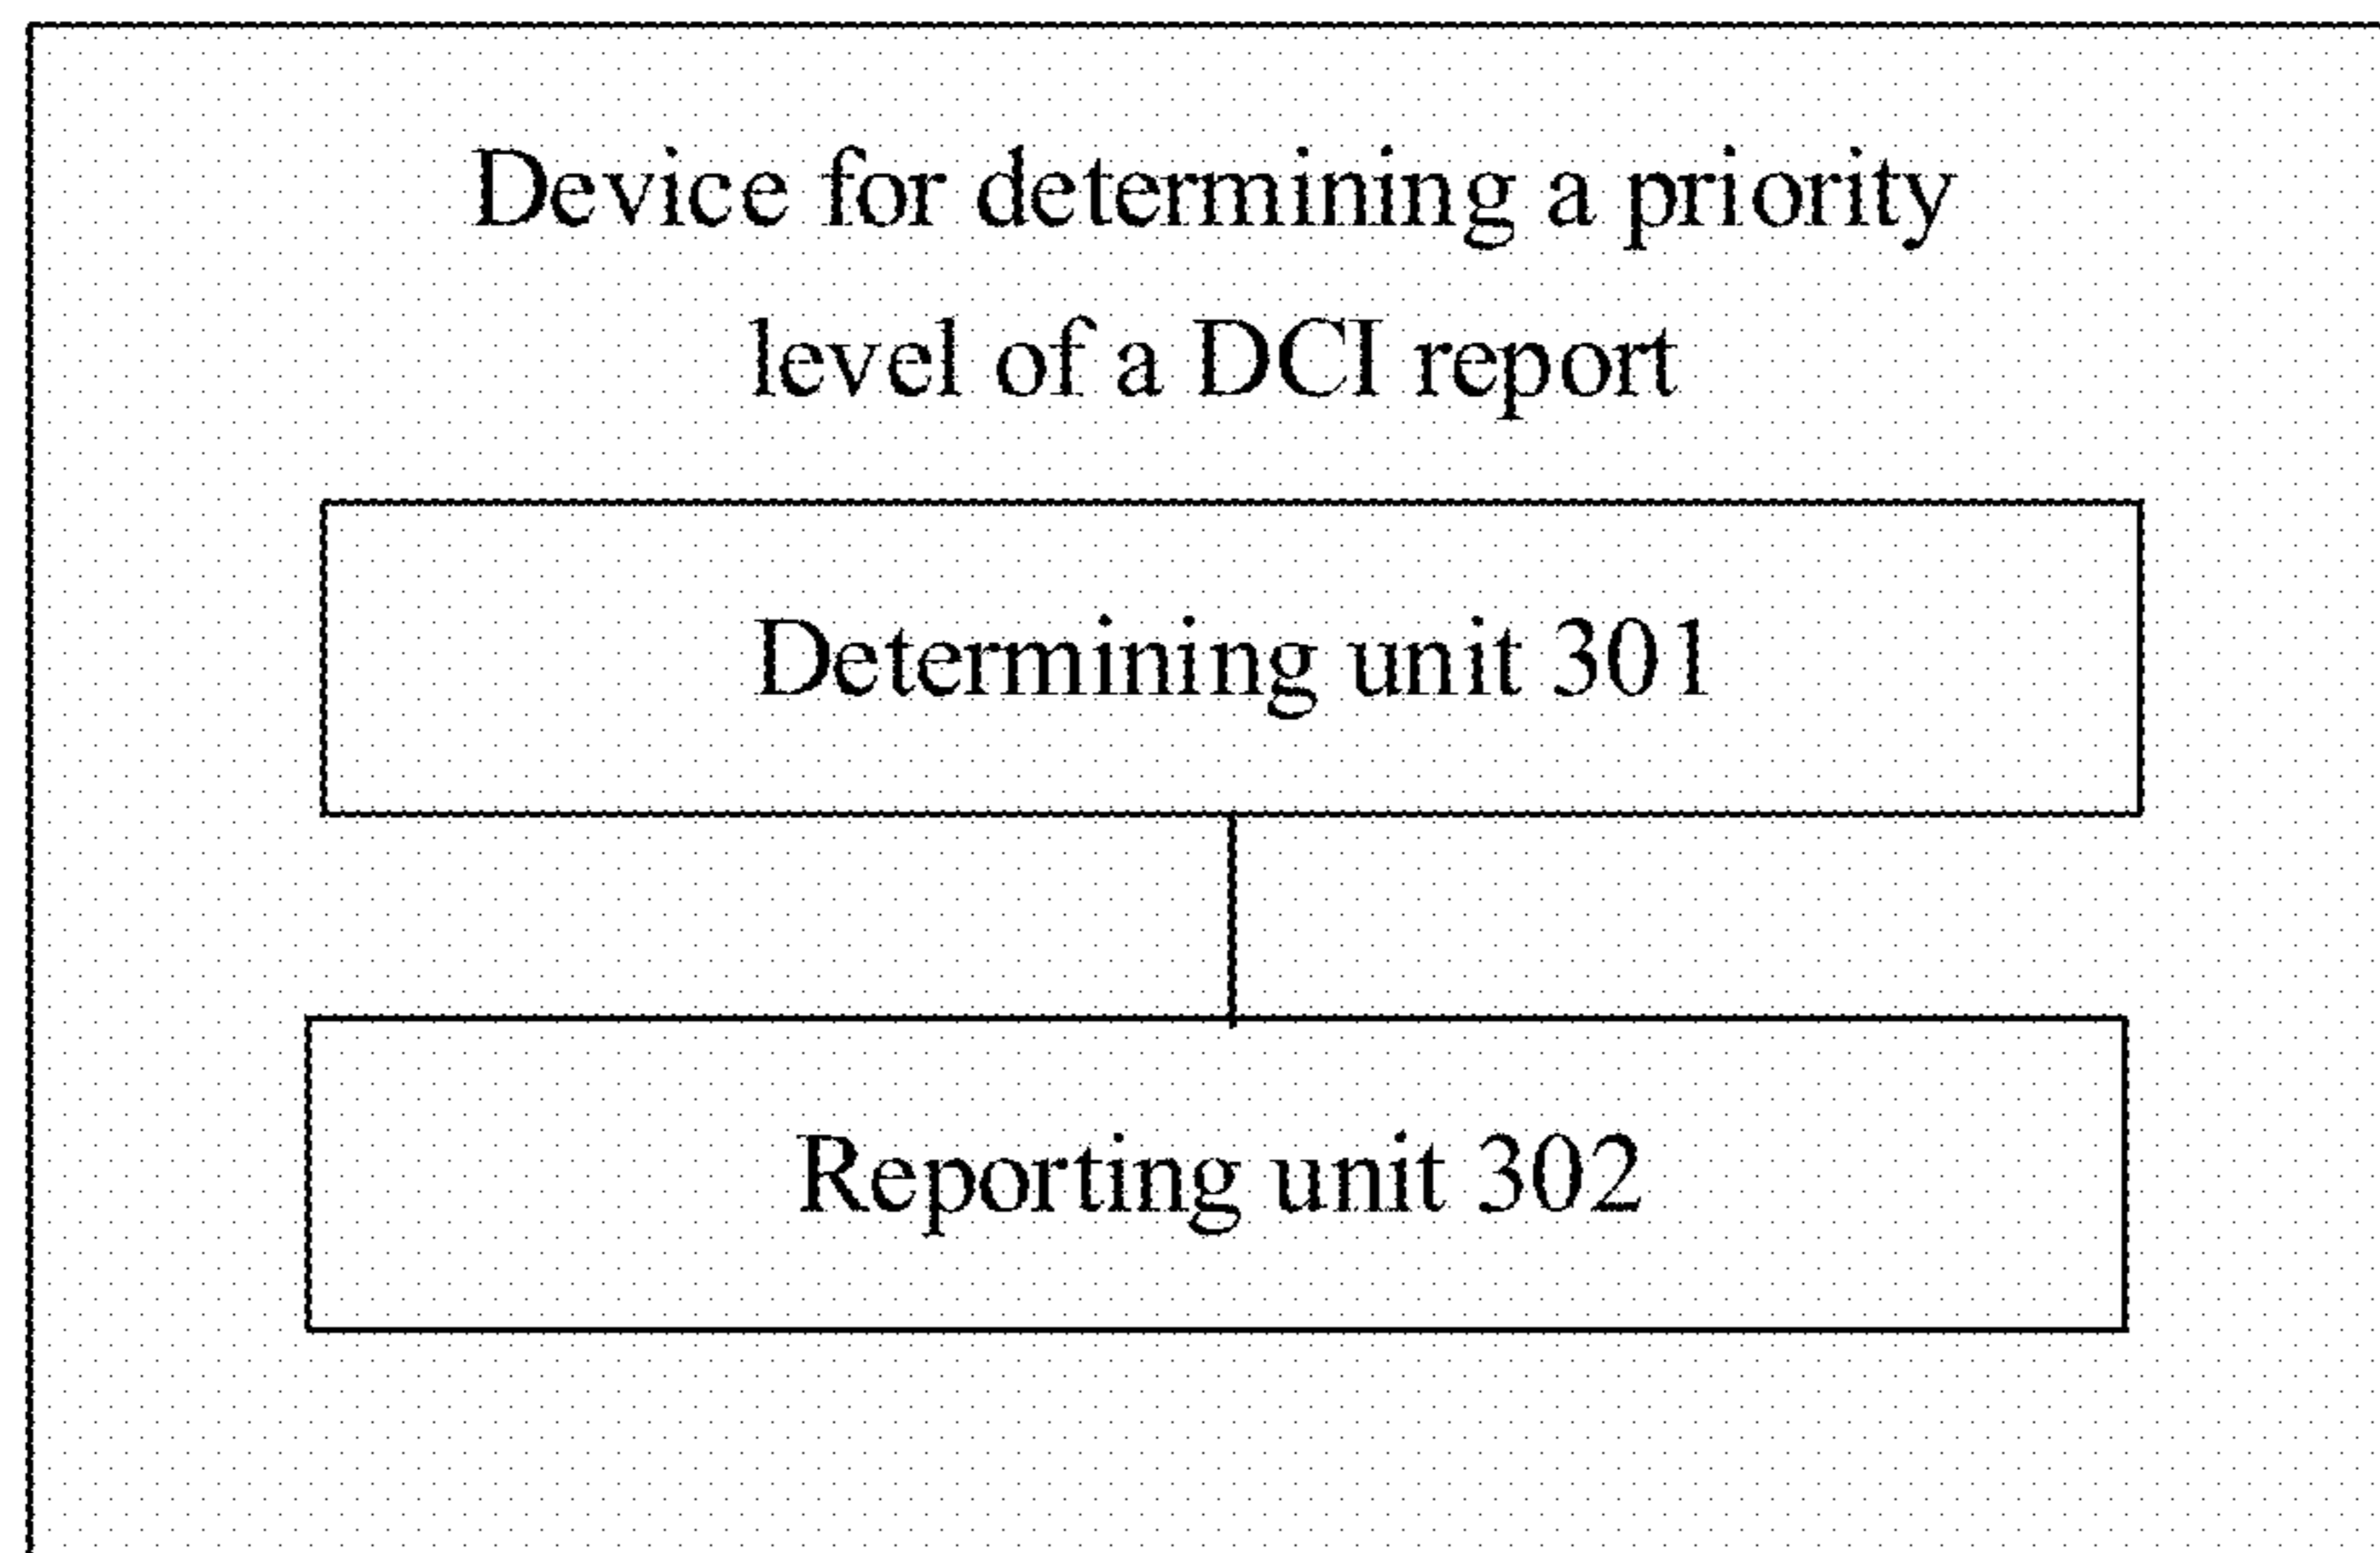 Device for determining a priority
level of a DCI report
Determining unit 301
Reporting unit 302